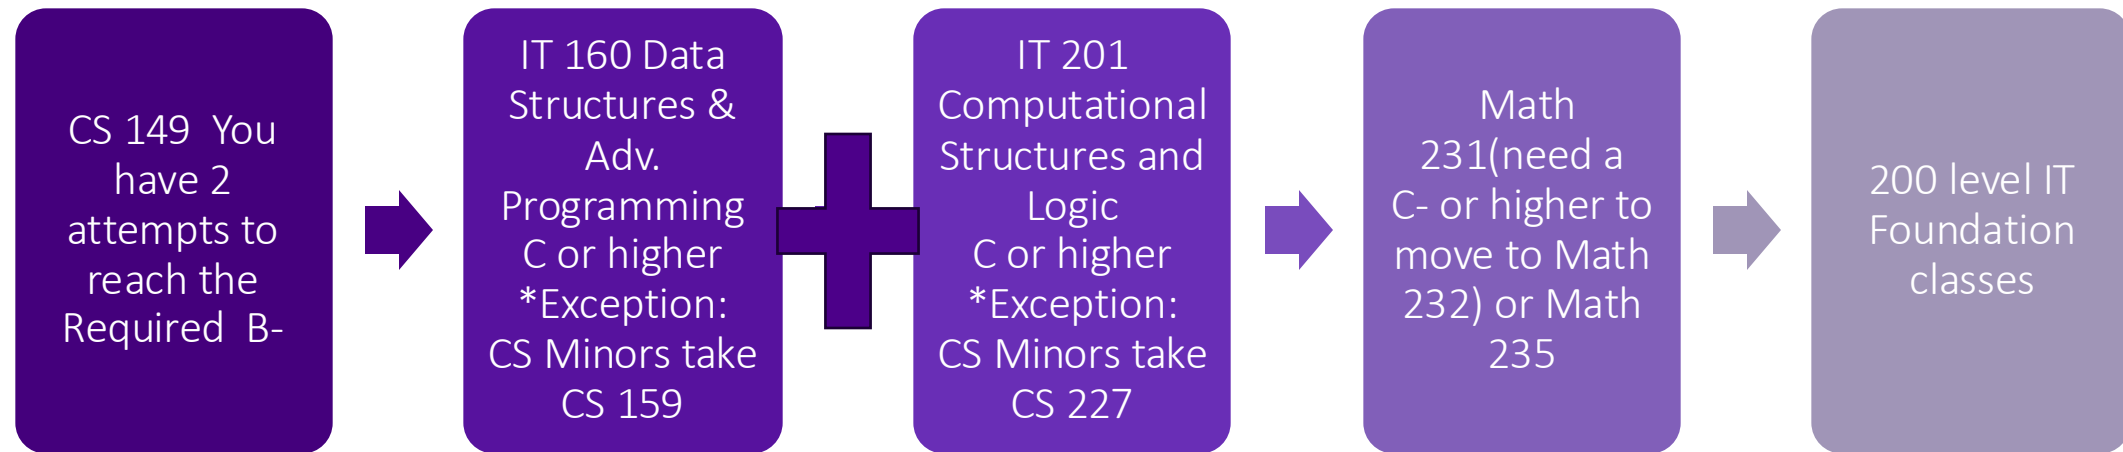 CS 149  You
have 2
attempts to
reach the
Required  B-
IT 160 Data
Structures &
Adv.
Programming
C or higher
*Exception:
CS Minors take
CS 159
IT 201
Computational
Structures and
Logic
C or higher
*Exception:
CS Minors take
CS 227
Math
231(need a
C- or higher to
move to Math
232) or Math
235
200 level IT
Foundation
classes